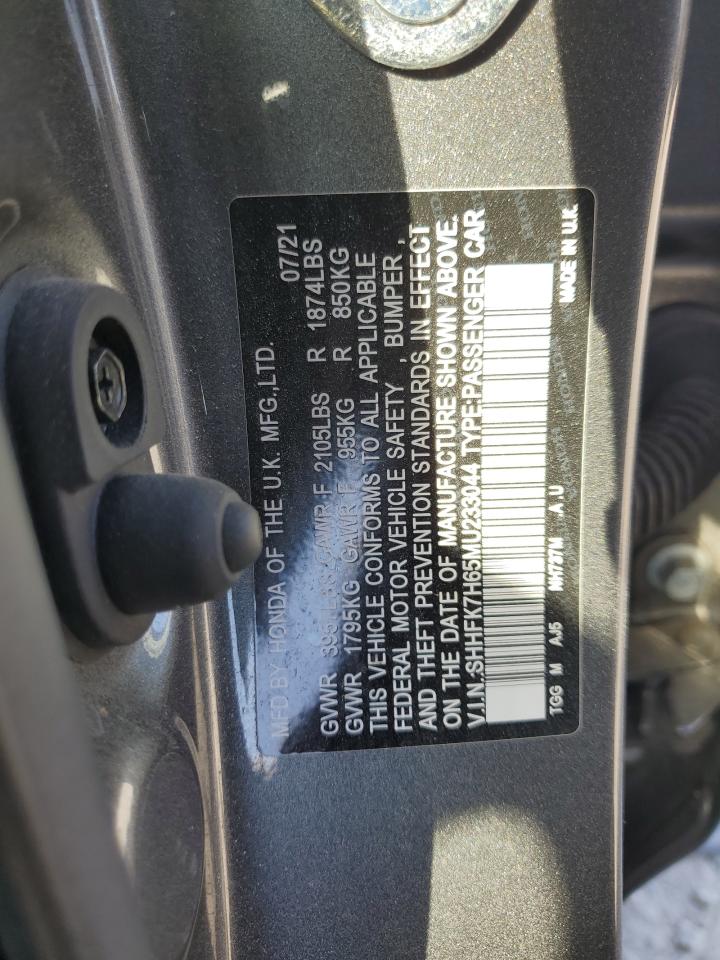 MFD BY HONDA OF THE U.K. MFG.,LTD. 07/21
GVWR 3957LBS GAWR F 2105LBS R 1874LBS
GVWR 1795KG GAWR F 955KG R 850KG
THIS VEHICLE CONFORMS TO ALL APPLICABLE
FEDERAL MOTOR VEHICLE SAFETY , BUMPER ,
AND THEFT PREVENTION STANDARDS IN EFFECT
ON THE DATE OF MANUFACTURE SHOWN ABOVE.
V.I.N.:SHHFK7H65MU233044 TYPE:PASSENGER CAR
TGG M AJ5 NH797M .A.U MADE IN U.K.